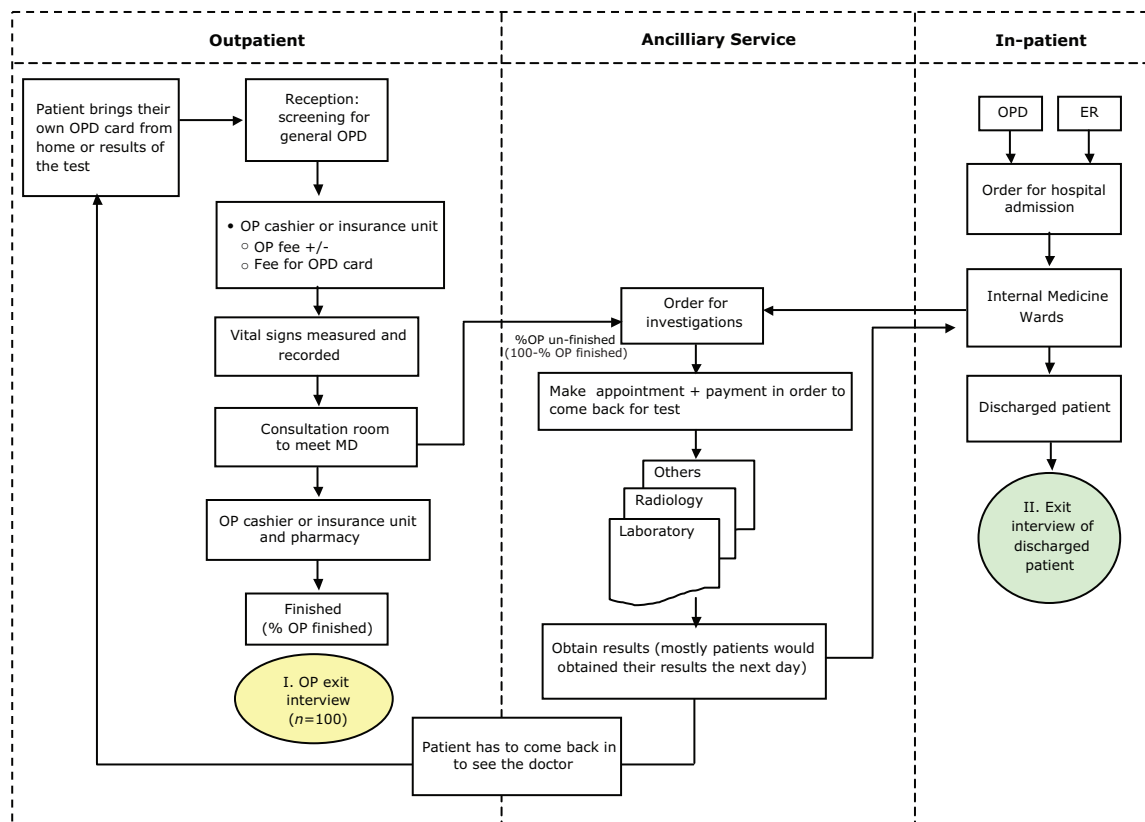 Outpatient
Ancilliary Service
In-patient
Patient brings their
own OPD card from
home or results of
the test
Reception:
screening for
general OPD
• OP cashier or insurance unit
○ OP fee +/-
○ Fee for OPD card
Vital signs measured and
recorded
Consultation room
to meet MD
OP cashier or insurance unit
and pharmacy
Finished
(% OP finished)
I. OP exit
interview
(n=100)
Patient has to come back in
to see the doctor
%OP un-finished
(100-% OP finished)
Order for
investigations
Make appointment + payment in order to
come back for test
Others
Radiology
Laboratory
Obtain results (mostly patients would
obtained their results the next day)
OPD
ER
Order for hospital
admission
Internal Medicine
Wards
Discharged patient
II. Exit
interview of
discharged
patient